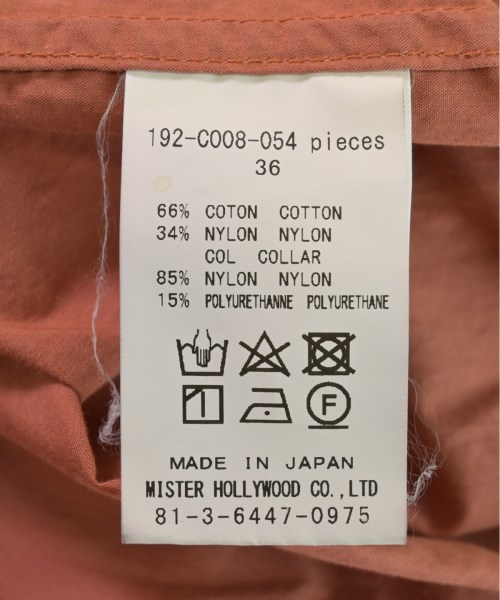 192-C008-054 pieces
36
66% COTON COTTON
34% NYLON NYLON
COL COLLAR
85% NYLON NYLON
15% POLYURETHANNE POLYURETHANE
F
MADE IN JAPAN
MISTER HOLLYWOOD CO.,LTD
81-3-6447-0975